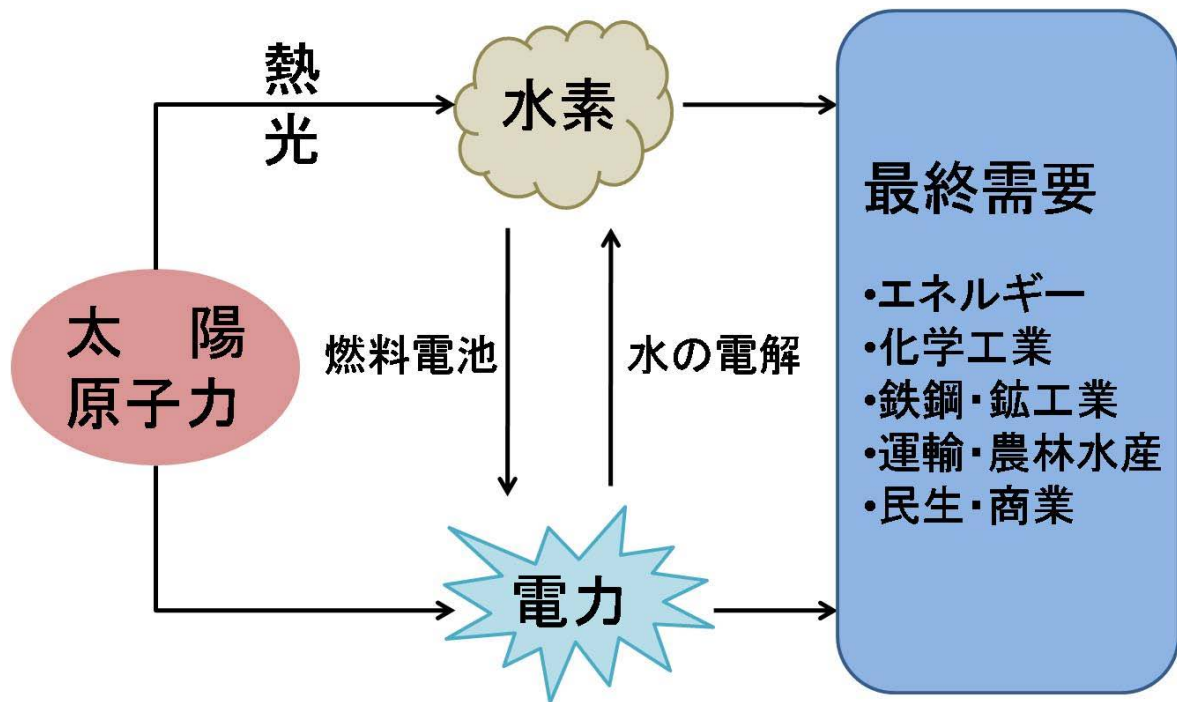 熱
光
水素
太　陽
原子力
燃料電池
水の電解
電力
最終需要
•エネルギー
•化学工業
•鉄鋼・鉱工業
•運輸・農林水産
•民生・商業